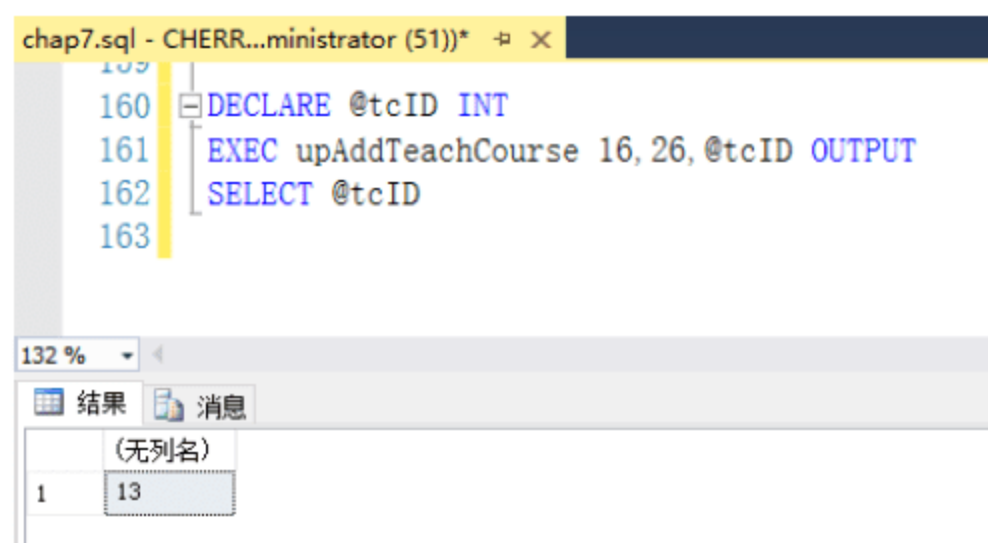 chap7.sql - CHERR...ministrator (51))*
159
160 DECLARE @tcID INT
161 EXEC upAddTeachCourse 16,26,@tcID OUTPUT
162 SELECT @tcID
163
132 %
结果 消息
(无列名)
1 13